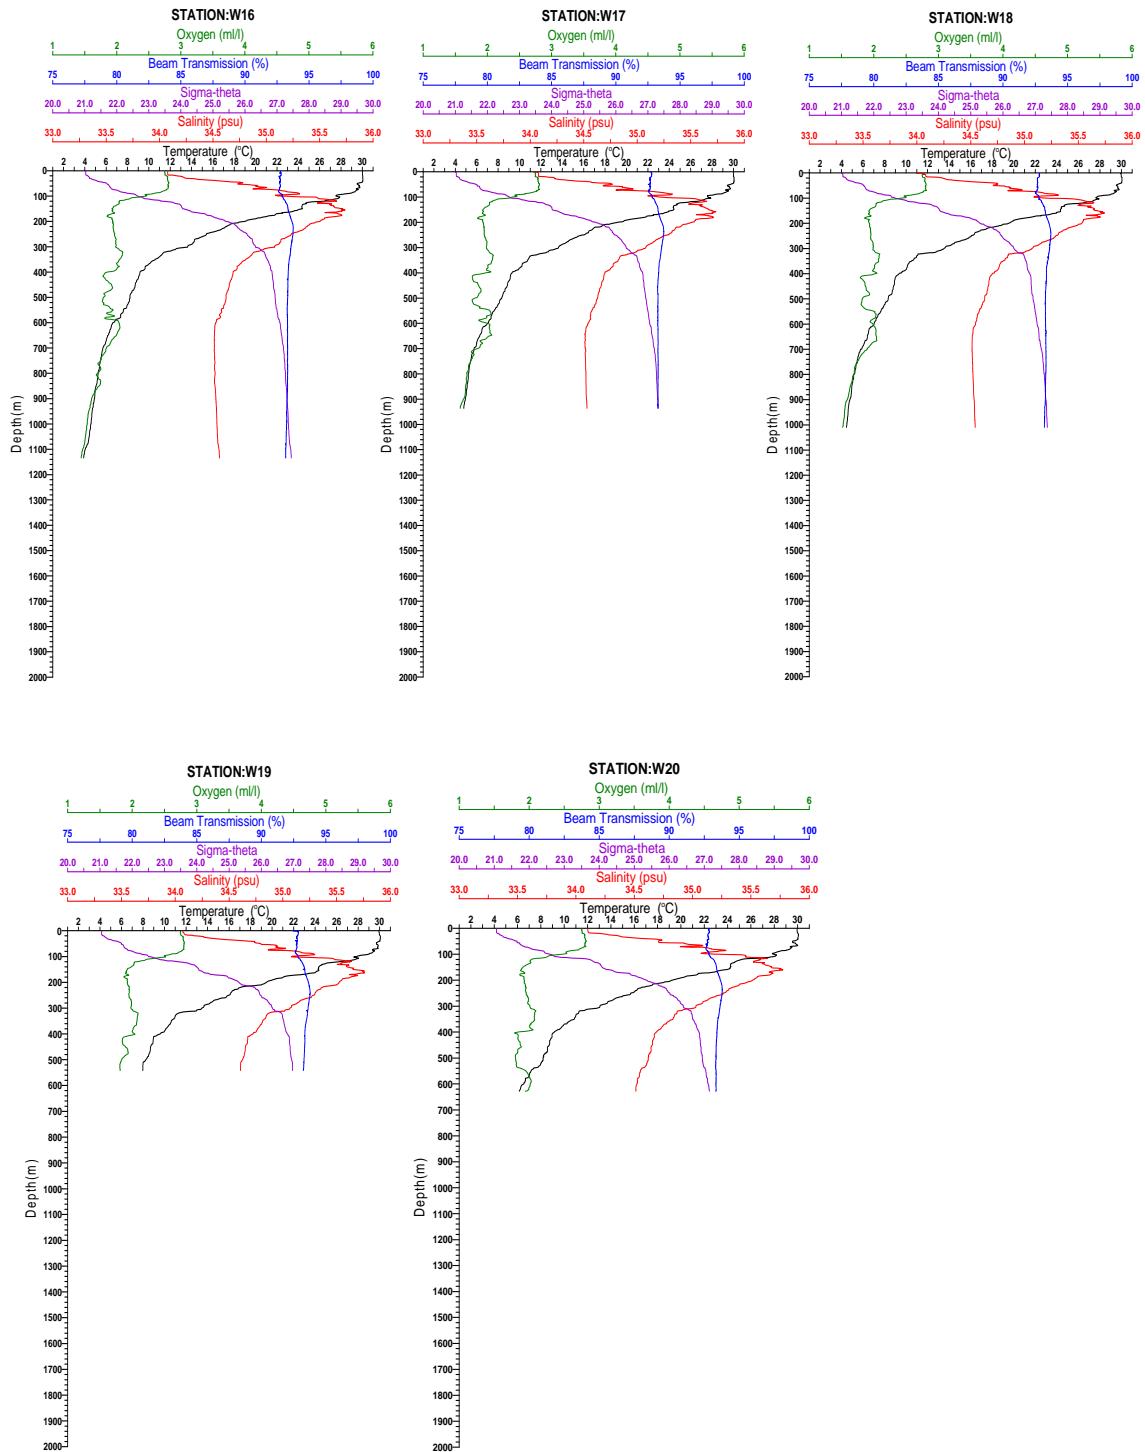 STATION:W16
Oxygen (ml/l)
1 2 3 4 5 6
Beam Transmission (%)
75 80 85 90 95 100
Sigma-theta
20.0 21.0 22.0 23.0 24.0 25.0 26.0 27.0 28.0 29.0 30.0
Salinity (psu)
33.0 33.5 34.0 34.5 35.0 35.5 36.0
Temperature (°C)
2 4 6 8 10 12 14 16 18 20 22 24 26 28 30
0
100
200
300
400
500
600
700
800
900
1000
1100
1200
1300
1400
1500
1600
1700
1800
1900
2000
Depth(m)
STATION:W17
Oxygen (ml/l)
1 2 3 4 5 6
Beam Transmission (%)
75 80 85 90 95 100
Sigma-theta
20.0 21.0 22.0 23.0 24.0 25.0 26.0 27.0 28.0 29.0 30.0
Salinity (psu)
33.0 33.5 34.0 34.5 35.0 35.5 36.0
Temperature (°C)
2 4 6 8 10 12 14 16 18 20 22 24 26 28 30
0
100
200
300
400
500
600
700
800
900
1000
1100
1200
1300
1400
1500
1600
1700
1800
1900
2000
Depth(m)
STATION:W18
Oxygen (ml/l)
1 2 3 4 5 6
Beam Transmission (%)
75 80 85 90 95 100
Sigma-theta
20.0 21.0 22.0 23.0 24.0 25.0 26.0 27.0 28.0 29.0 30.0
Salinity (psu)
33.0 33.5 34.0 34.5 35.0 35.5 36.0
Temperature (°C)
2 4 6 8 10 12 14 16 18 20 22 24 26 28 30
0
100
200
300
400
500
600
700
800
900
1000
1100
1200
1300
1400
1500
1600
1700
1800
1900
2000
Depth(m)
STATION:W19
Oxygen (ml/l)
1 2 3 4 5 6
Beam Transmission (%)
75 80 85 90 95 100
Sigma-theta
20.0 21.0 22.0 23.0 24.0 25.0 26.0 27.0 28.0 29.0 30.0
Salinity (psu)
33.0 33.5 34.0 34.5 35.0 35.5 36.0
Temperature (°C)
2 4 6 8 10 12 14 16 18 20 22 24 26 28 30
0
100
200
300
400
500
600
700
800
900
1000
1100
1200
1300
1400
1500
1600
1700
1800
1900
2000
Depth(m)
STATION:W20
Oxygen (ml/l)
1 2 3 4 5 6
Beam Transmission (%)
75 80 85 90 95 100
Sigma-theta
20.0 21.0 22.0 23.0 24.0 25.0 26.0 27.0 28.0 29.0 30.0
Salinity (psu)
33.0 33.5 34.0 34.5 35.0 35.5 36.0
Temperature (°C)
2 4 6 8 10 12 14 16 18 20 22 24 26 28 30
0
100
200
300
400
500
600
700
800
900
1000
1100
1200
1300
1400
1500
1600
1700
1800
1900
2000
Depth(m)